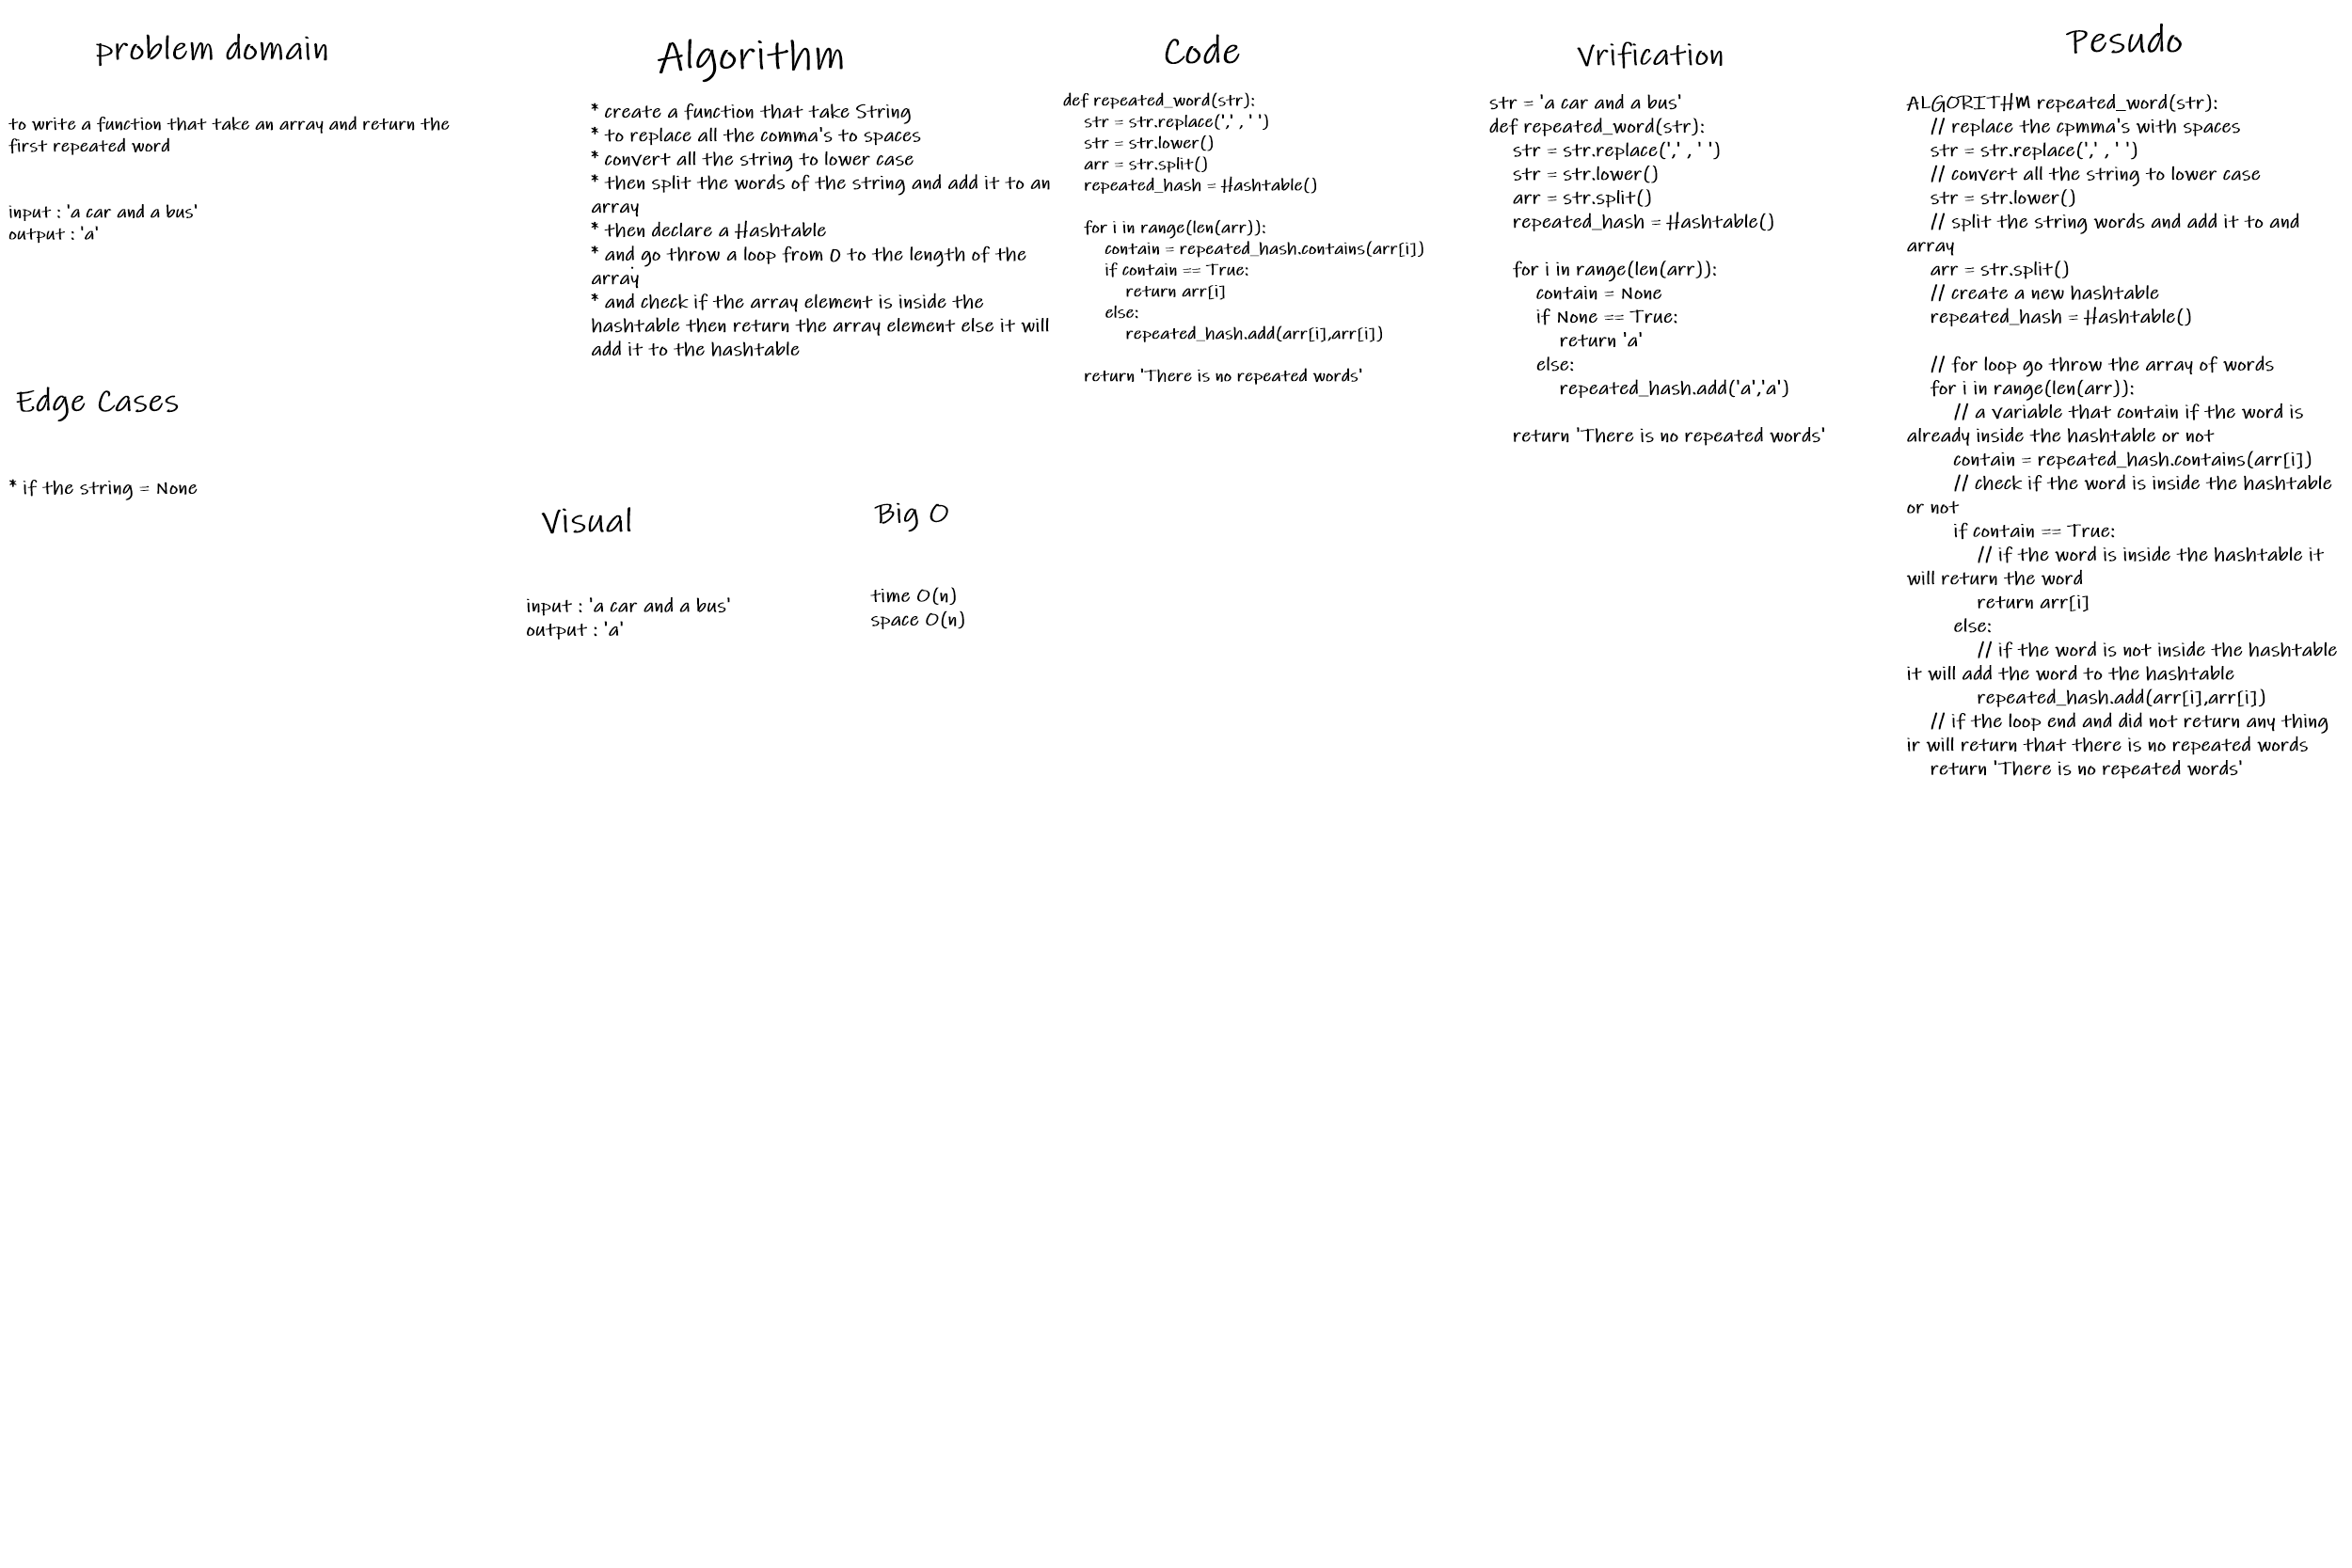 problem domain
to write a function that take an array and return the
first repeated word
input : 'a car and a bus'
output : 'a'
Edge Cases
* if the string = None
Algorithm
* create a function that take String
* to replace all the comma's to spaces
* convert all the string to lower case
* then split the words of the string and add it to an
array
* then declare a Hashtable
* and go throw a loop from 0 to the length of the
array
* and check if the array element is inside the
hashtable then return the array element else it will
add it to the hashtable
Visual
input : 'a car and a bus'
output : 'a'
Big O
time O(n)
space O(n)
Code
def repeated_word(str):
str = str.replace(',' , ' ')
str = str.lower()
arr = str.split()
repeated_hash = Hashtable()
for i in range(len(arr)):
contain = repeated_hash.contains(arr[i])
if contain == True:
return arr[i]
else:
repeated_hash.add(arr[i],arr[i])
return 'There is no repeated words'
Vrification
str = 'a car and a bus'
def repeated_word(str):
str = str.replace(',' , ' ')
str = str.lower()
arr = str.split()
repeated_hash = Hashtable()
for i in range(len(arr)):
contain = None
if None == True:
return 'a'
else:
repeated_hash.add('a','a')
return 'There is no repeated words'
Pesudo
ALGORITHM repeated_word(str):
// replace the cpmma's with spaces
str = str.replace(',' , ' ')
// convert all the string to lower case
str = str.lower()
// split the string words and add it to and
array
arr = str.split()
// create a new hashtable
repeated_hash = Hashtable()
// for loop go throw the array of words
for i in range(len(arr)):
// a variable that contain if the word is
already inside the hashtable or not
contain = repeated_hash.contains(arr[i])
// check if the word is inside the hashtable
or not
if contain == True:
// if the word is inside the hashtable it
will return the word
return arr[i]
else:
// if the word is not inside the hashtable
it will add the word to the hashtable
repeated_hash.add(arr[i],arr[i])
// if the loop end and did not return any thing
ir will return that there is no repeated words
return 'There is no repeated words'